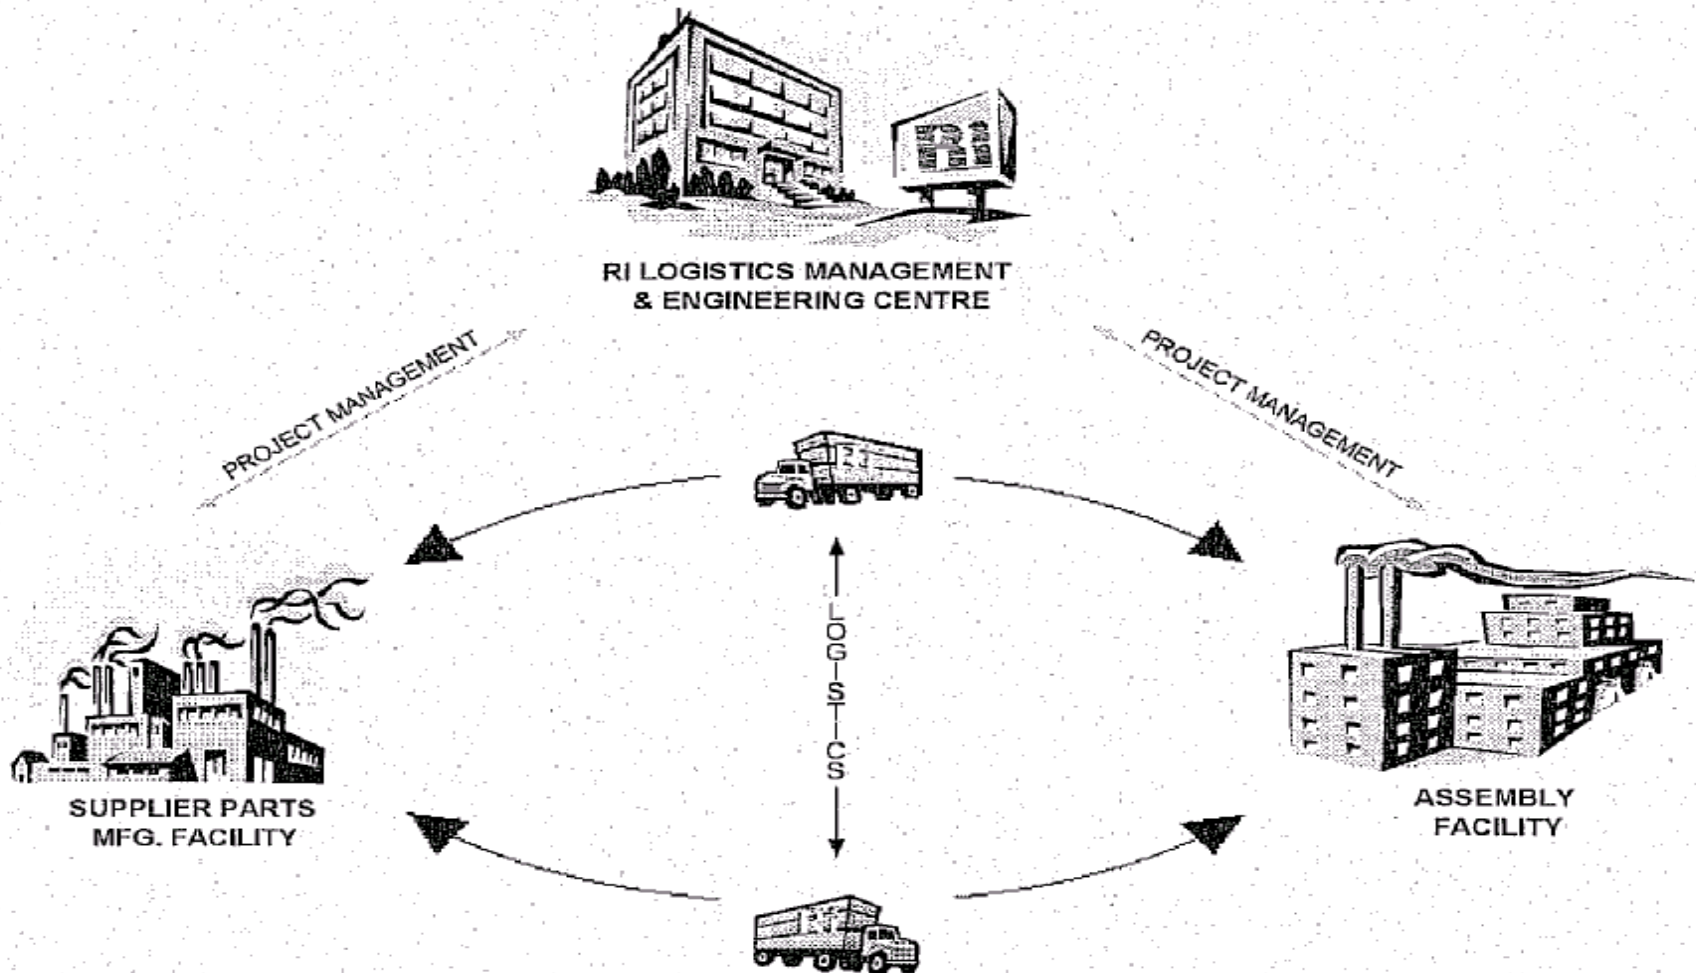 RI LOGISTICS MANAGEMENT
& ENGINEERING CENTRE
PROJECT MANAGEMENT
PROJECT MANAGEMENT
LOGISTICS
SUPPLIER PARTS
MFG. FACILITY
ASSEMBLY
FACILITY